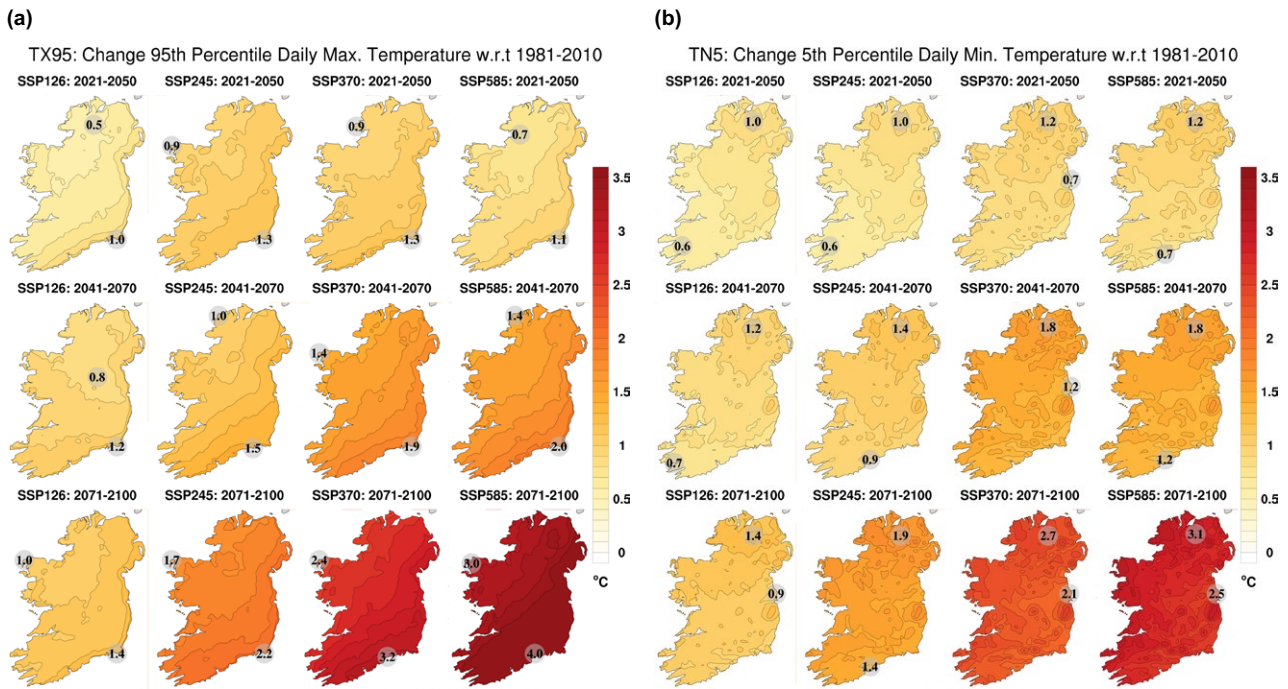 (a)
TX95: Change 95th Percentile Daily Max. Temperature w.r.t 1981-2010
SSP126: 2021-2050 SSP245: 2021-2050 SSP370: 2021-2050 SSP585: 2021-2050
0.5 0.9 0.9 0.7
1.0 1.3 1.3 1.1
SSP126: 2041-2070 SSP245: 2041-2070 SSP370: 2041-2070 SSP585: 2041-2070
0.8 1.0 1.4 1.4
1.2 1.5 1.9 2.0
SSP126: 2071-2100 SSP245: 2071-2100 SSP370: 2071-2100 SSP585: 2071-2100
1.0 1.7 2.4 3.0
1.4 2.2 3.2 4.0
3.5
3
2.5
2
1.5
1
0.5
0
°C
(b)
TN5: Change 5th Percentile Daily Min. Temperature w.r.t 1981-2010
SSP126: 2021-2050 SSP245: 2021-2050 SSP370: 2021-2050 SSP585: 2021-2050
1.0 1.0 1.2 1.2
0.6 0.6 0.7 0.7
SSP126: 2041-2070 SSP245: 2041-2070 SSP370: 2041-2070 SSP585: 2041-2070
1.2 1.4 1.8 1.8
0.7 0.9 1.2 1.2
SSP126: 2071-2100 SSP245: 2071-2100 SSP370: 2071-2100 SSP585: 2071-2100
1.4 1.9 2.7 3.1
0.9 1.4 2.1 2.5
3.5
3
2.5
2
1.5
1
0.5
0
°C